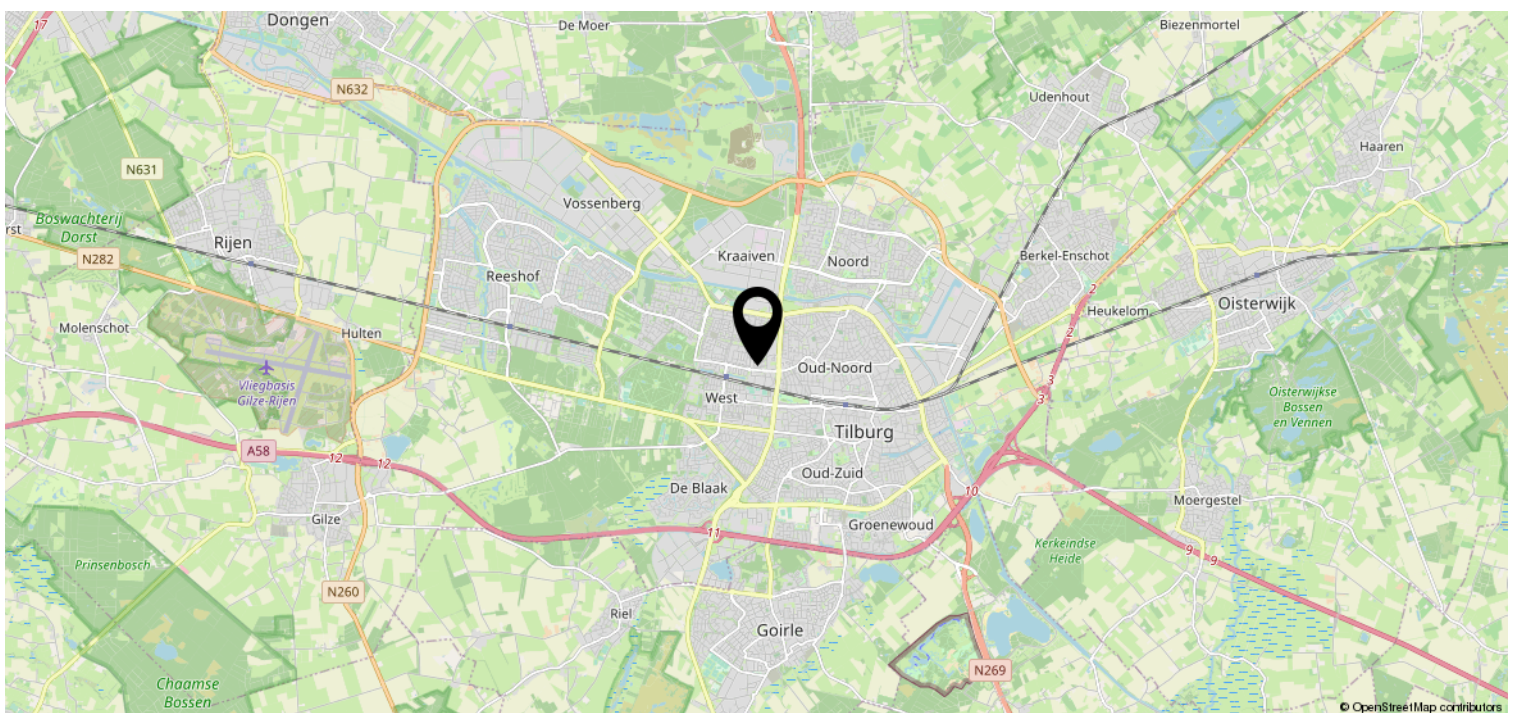 17
Dongen
De Moer
Biezenmortel
N632
Udenhout
N631
Haaren
Vossenberg
Boswachterij
Dorst
rst
Rijen
N282
Kraaiven
Noord
Berkel-Enschot
Reeshof
2
Oisterwijk
Heukelom
Molenschot
Hulten
2
Vliegbasis
Gilze-Rijen
Oud-Noord
3
3
West
Oisterwijkse
Bossen
en Vennen
Tilburg
A58
12
12
Oud-Zuid
De Blaak
10
Moergestel
Gilze
Groenewoud
11
Kerkeindse
Heide
9
9
Prinsenbosch
N260
Riel
Goirle
N269
Chaamse
Bossen
© OpenStreetMap contributors